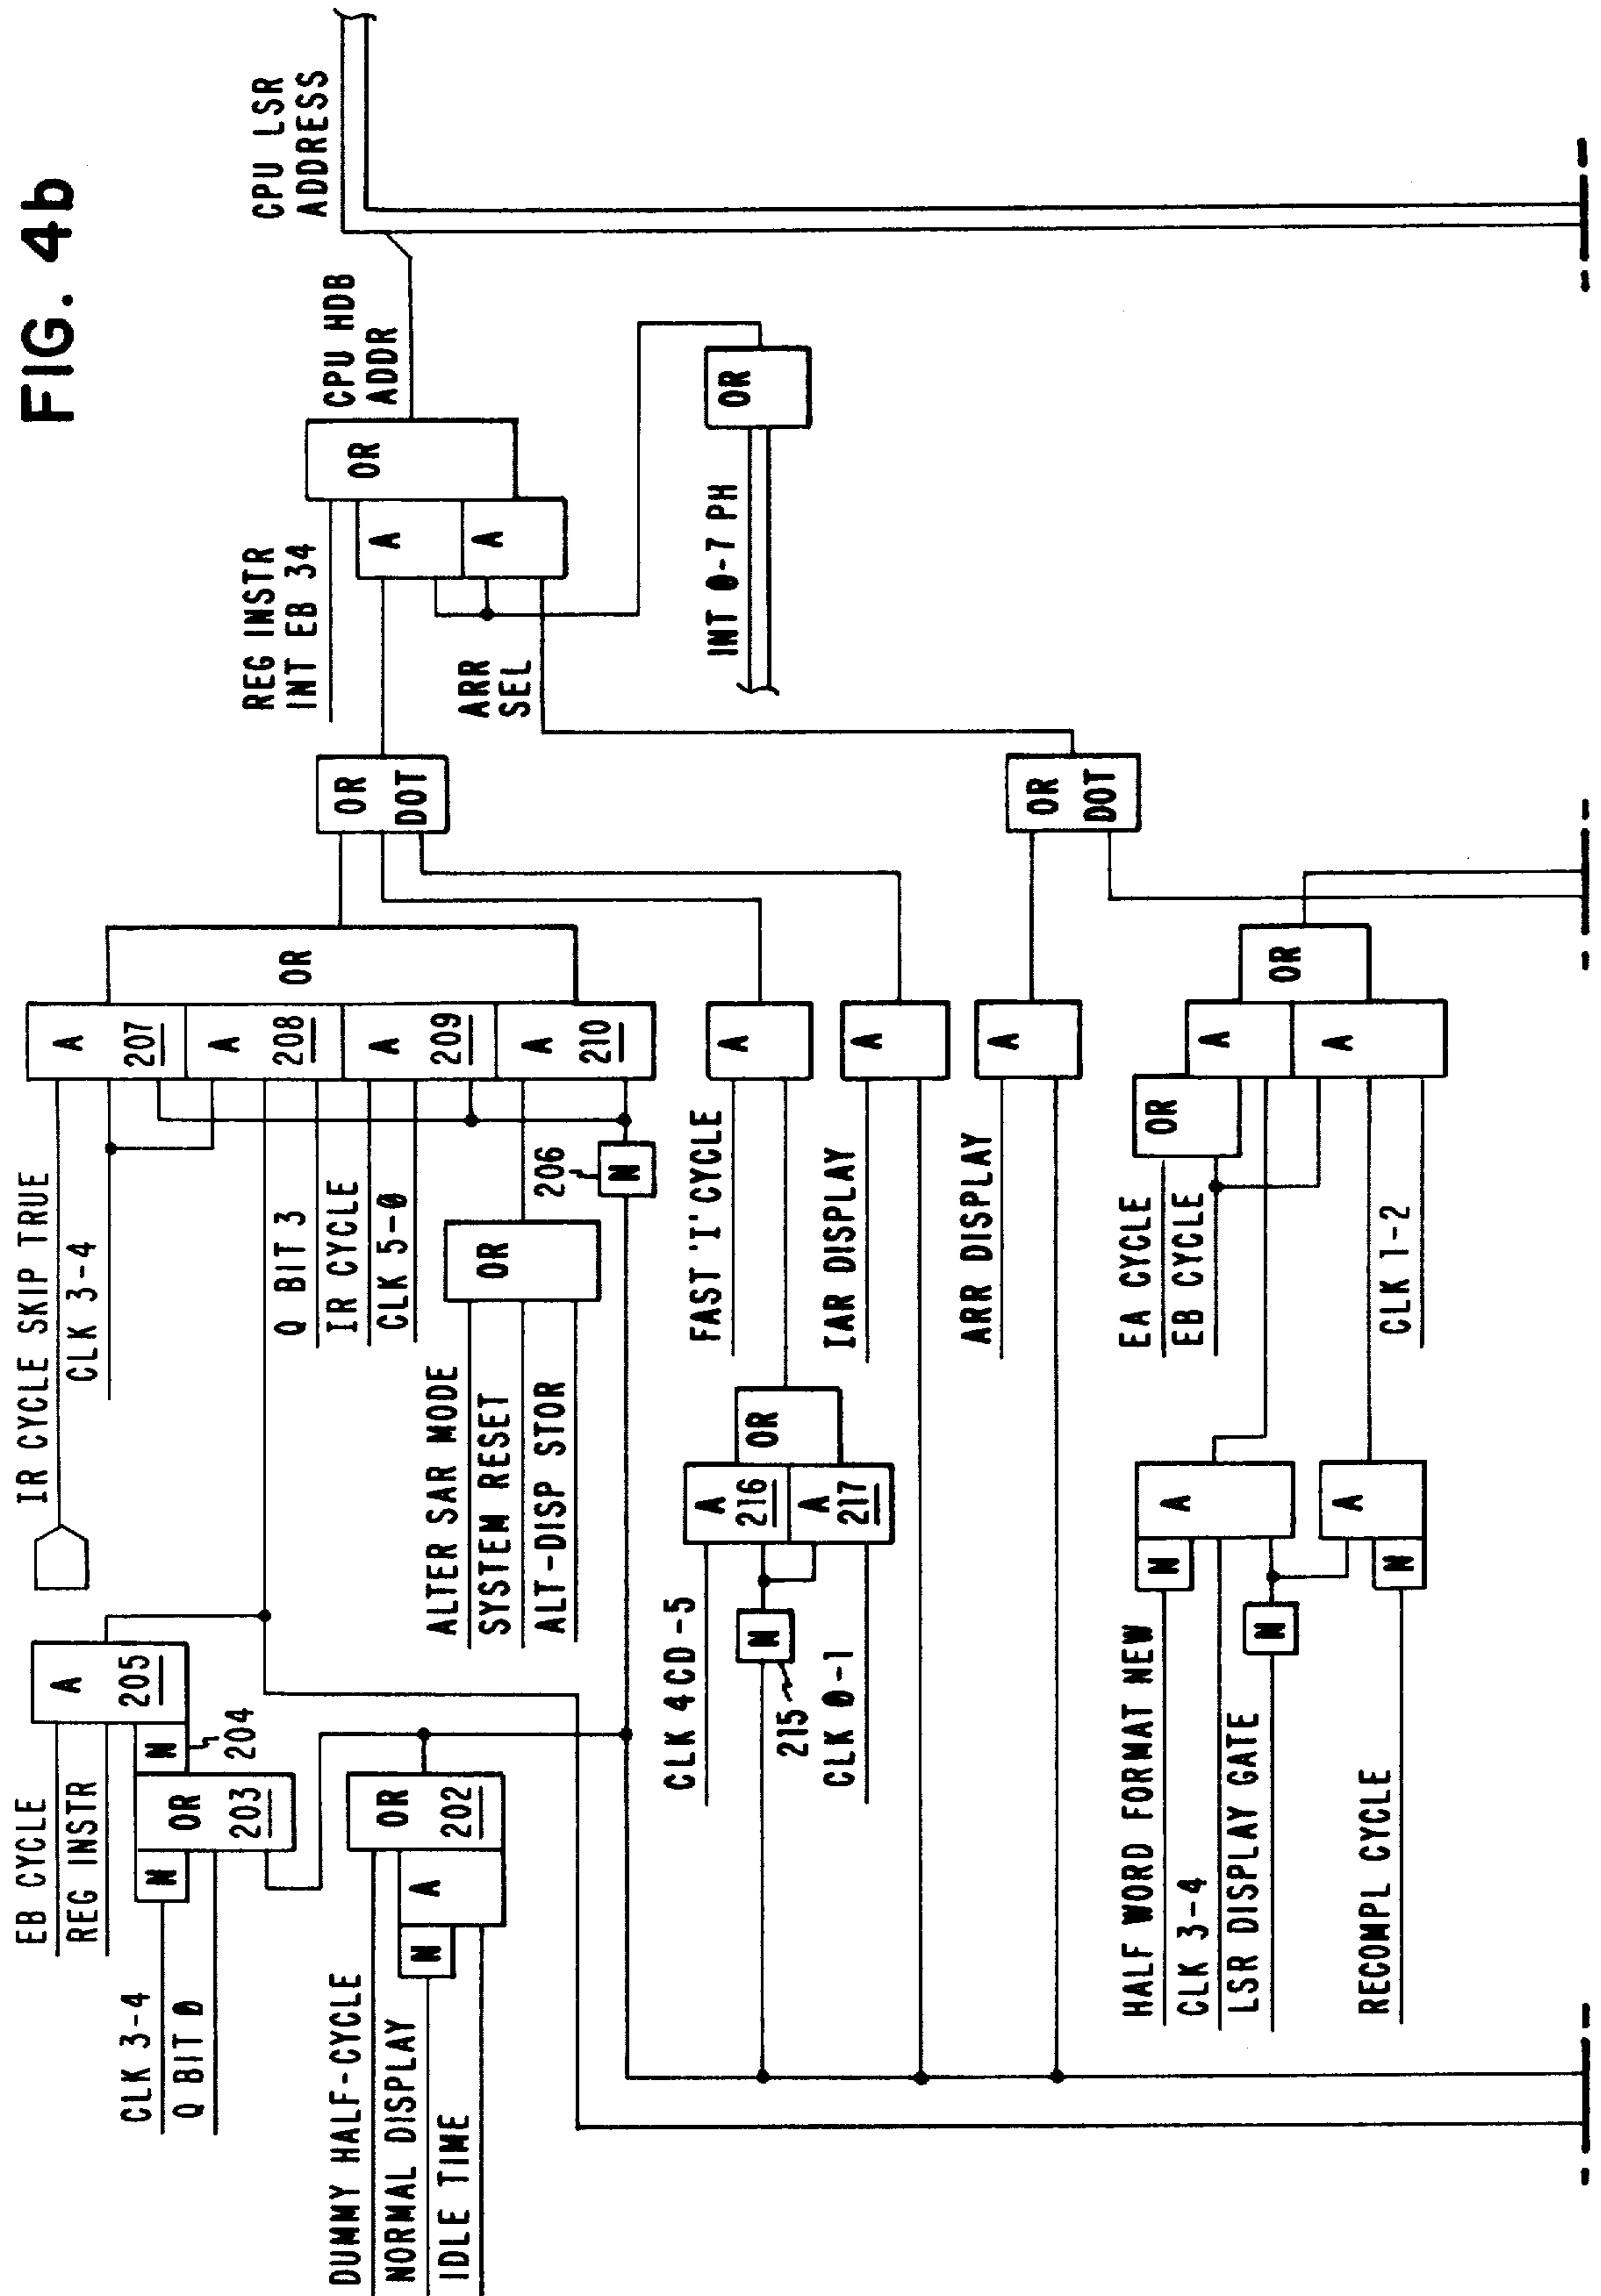 FIG. 4b
IR CYCLE SKIP TRUE
CLK 3-4
EB CYCLE
REG INSTR
A
205
N
204
CLK 3-4
Q BIT 0
N
OR
203
DUMMY HALF-CYCLE
NORMAL DISPLAY
IDLE TIME
N
A
OR
202
Q BIT 3
IR CYCLE
CLK 5-0
A
207
A
208
A
209
A
210
OR
206
N
ALTER SAR MODE
SYSTEM RESET
ALT-DISP STOR
OR
OR
DOT
REG INSTR
INT EB 34
A
A
OR
CPU HDB
ADDR
CPU LSR
ADDRESS
ARR
SEL
INT 0-7 PH
OR
CLK 4CD-5
N
215
CLK 0-1
A
216
A
217
OR
FAST 'I' CYCLE
A
IAR DISPLAY
A
ARR DISPLAY
A
OR
DOT
EA CYCLE
EB CYCLE
OR
HALF WORD FORMAT NEW
CLK 3-4
LSR DISPLAY GATE
N
N
A
RECOMPL CYCLE
N
A
CLK 1-2
A
A
OR